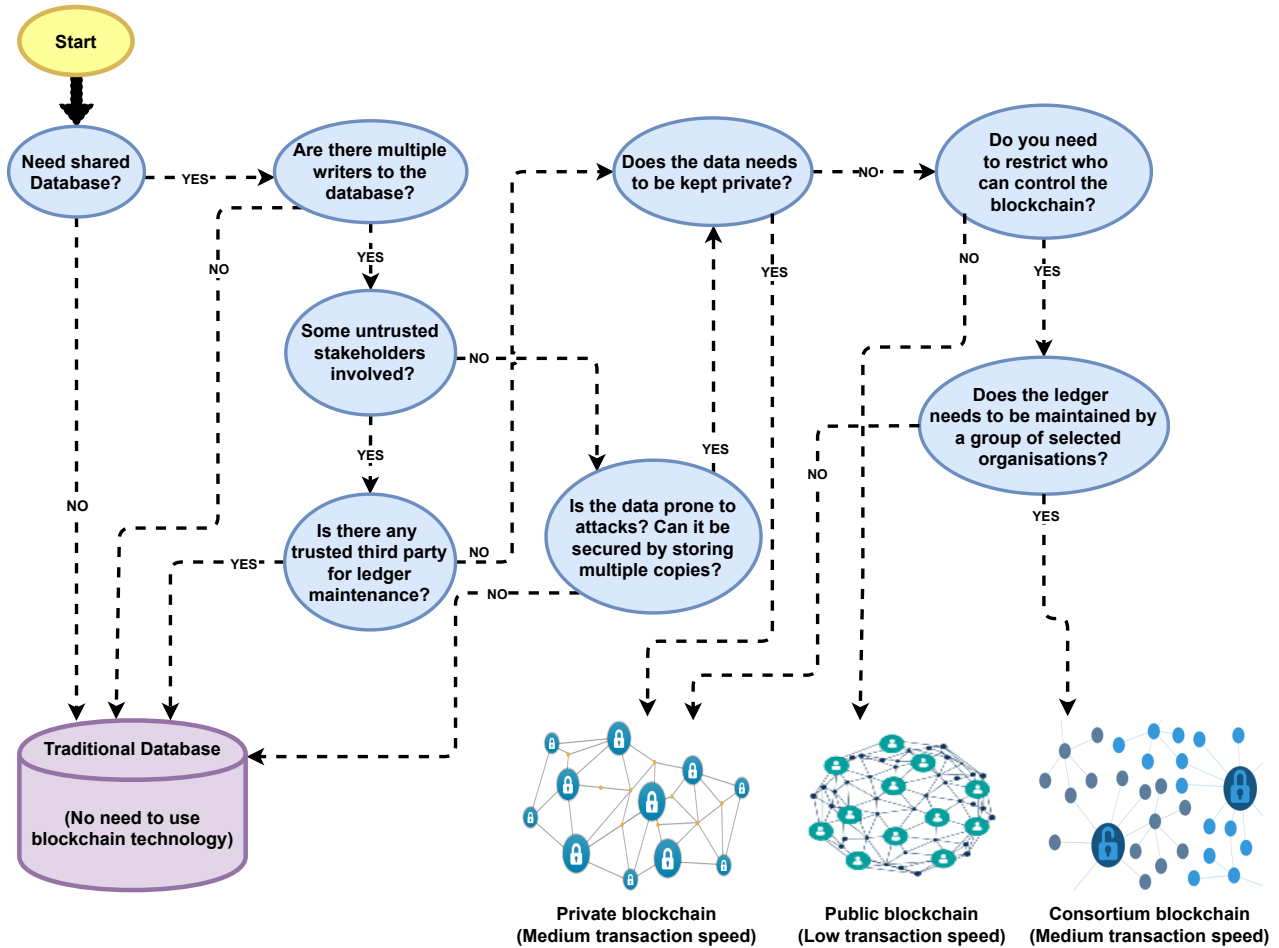 Start
Need shared
Database?
YES
Are there multiple
writers to the
database?
Does the data needs
to be kept private?
NO
Do you need
to restrict who
can control the
blockchain?
NO
YES
YES
NO
YES
Some untrusted
stakeholders
involved?
NO
Does the ledger
needs to be maintained by
a group of selected
organisations?
YES
YES
NO
NO
YES
Is there any
trusted third party
for ledger
maintenance?
YES
NO
Is the data prone to
attacks? Can it be
secured by storing
multiple copies?
NO
Traditional Database
(No need to use
blockchain technology)
Private blockchain
(Medium transaction speed)
Public blockchain
(Low transaction speed)
Consortium blockchain
(Medium transaction speed)